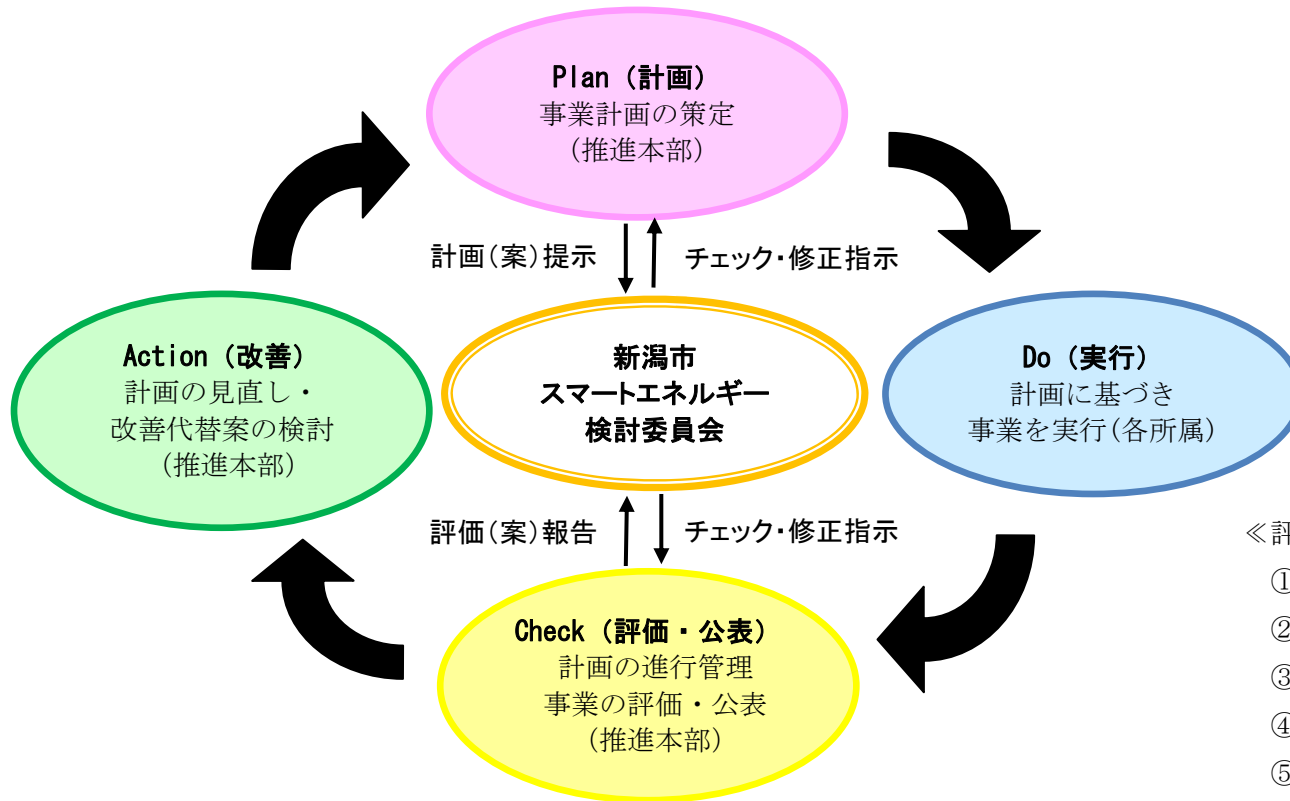 Plan（計画）
事業計画の策定
（推進本部）
計画（案）提示
チェック・修正指示
Action（改善）
計画の見直し・
改善代替案の検討
（推進本部）
新潟市
スマートエネルギー
検討委員会
Do（実行）
計画に基づき
事業を実行（各所属）
評価（案）報告
チェック・修正指示
Check（評価・公表）
計画の進行管理
事業の評価・公表
（推進本部）
≪評
①
②
③
④
⑤